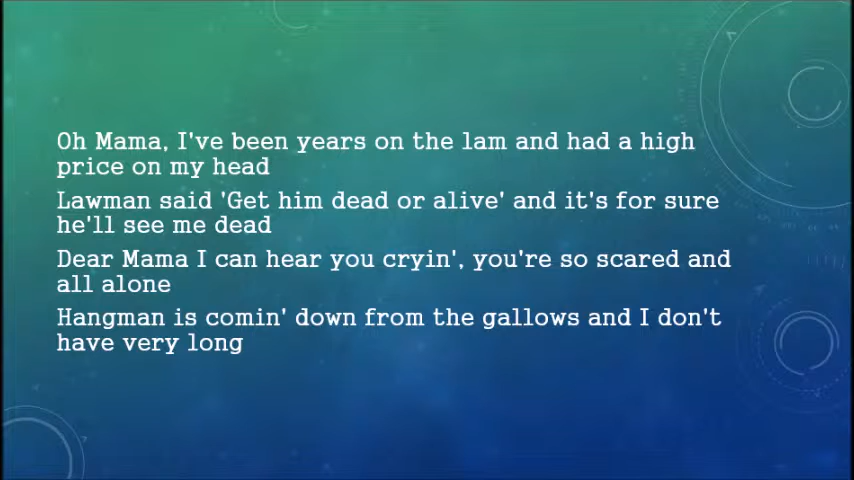 Oh Mama, I've been years on the lam and had a high
price on my head
Lawman said 'Get him dead or alive' and it's for sure
he'll see me dead
Dear Mama I can hear you cryin', you're so scared and
all alone
Hangman is comin' down from the gallows and I don't
have very long